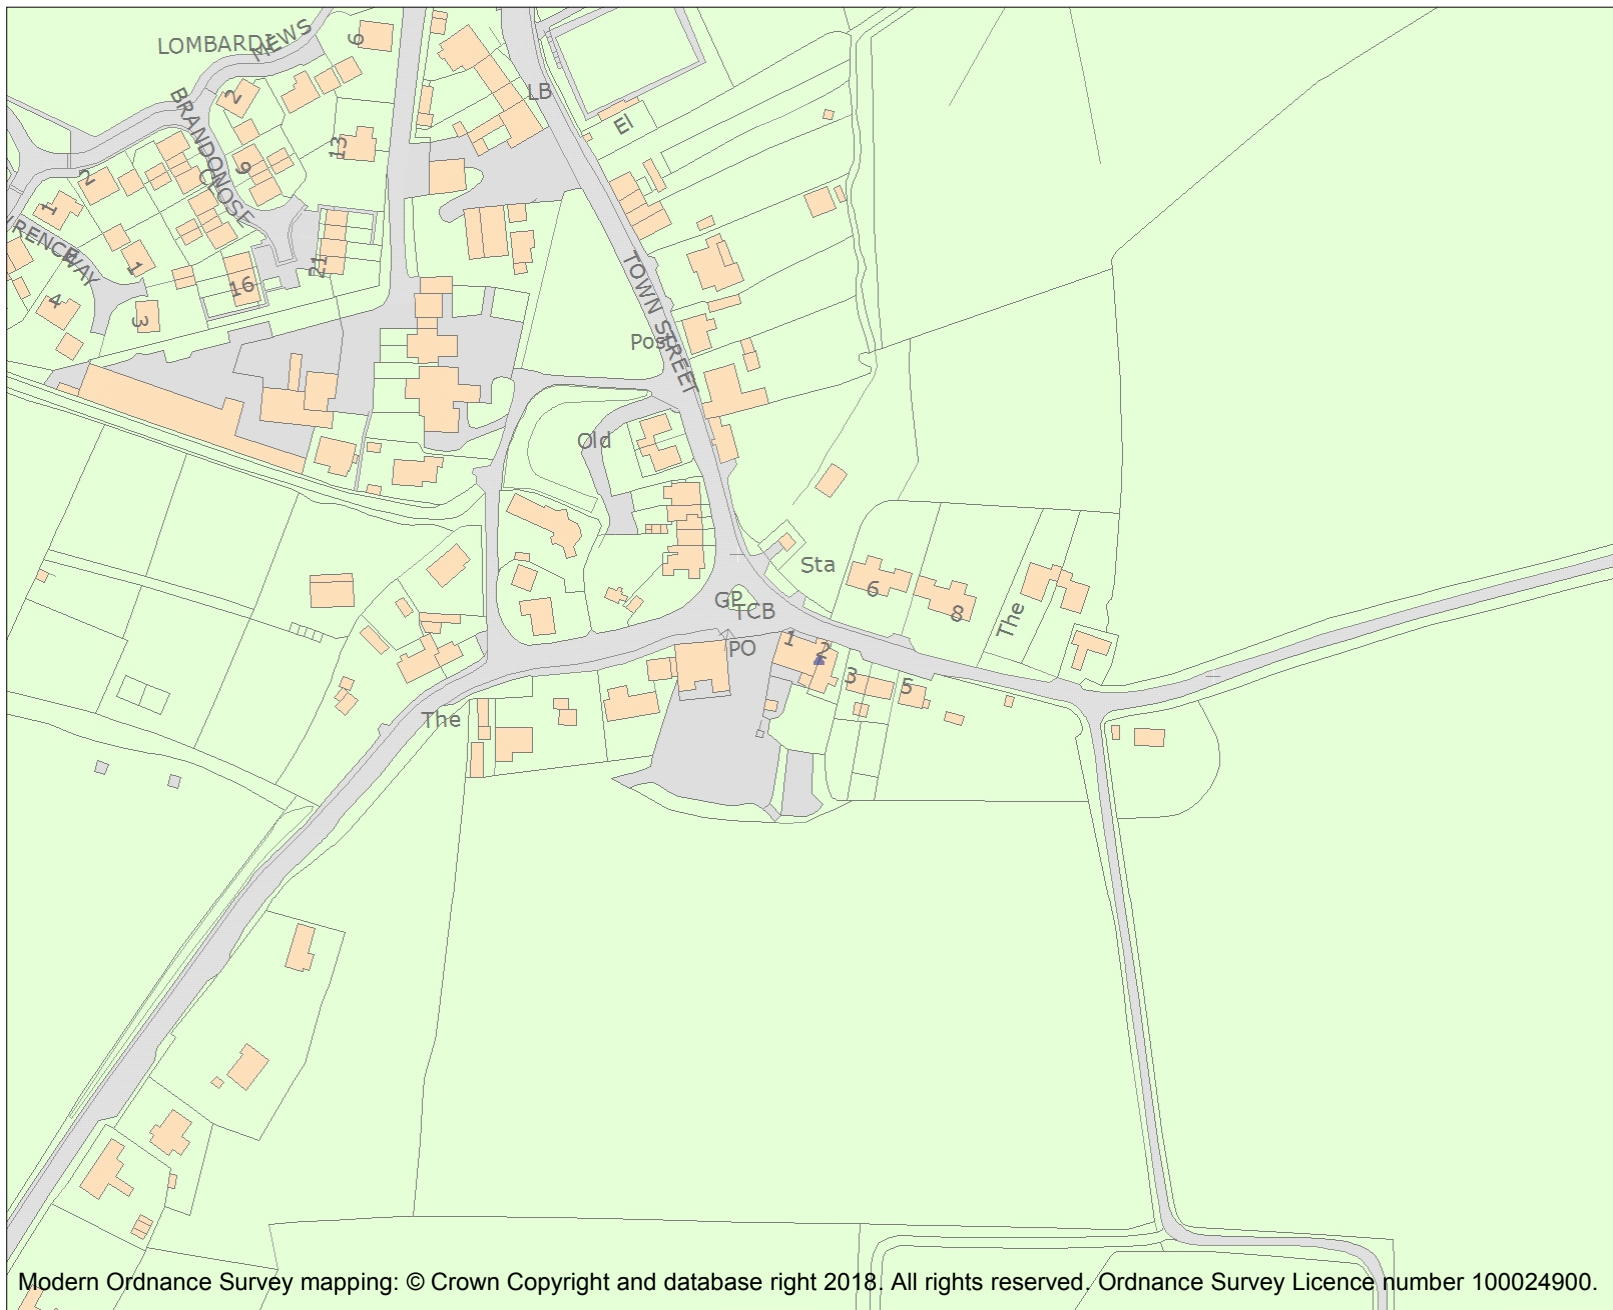 LOMBARDI
MEWS
6
2
BRANDON
CLOSE
13
9
LB
El
2
1
WAY
1
4
3
16
21
TOWN STREET
Post
Old
Sta
6
8
The
GP
TCB
PO
1
2
3
5
The
Modern Ordnance Survey mapping: © Crown Copyright and database right 2018. All rights reserved. Ordnance Survey Licence number 100024900.